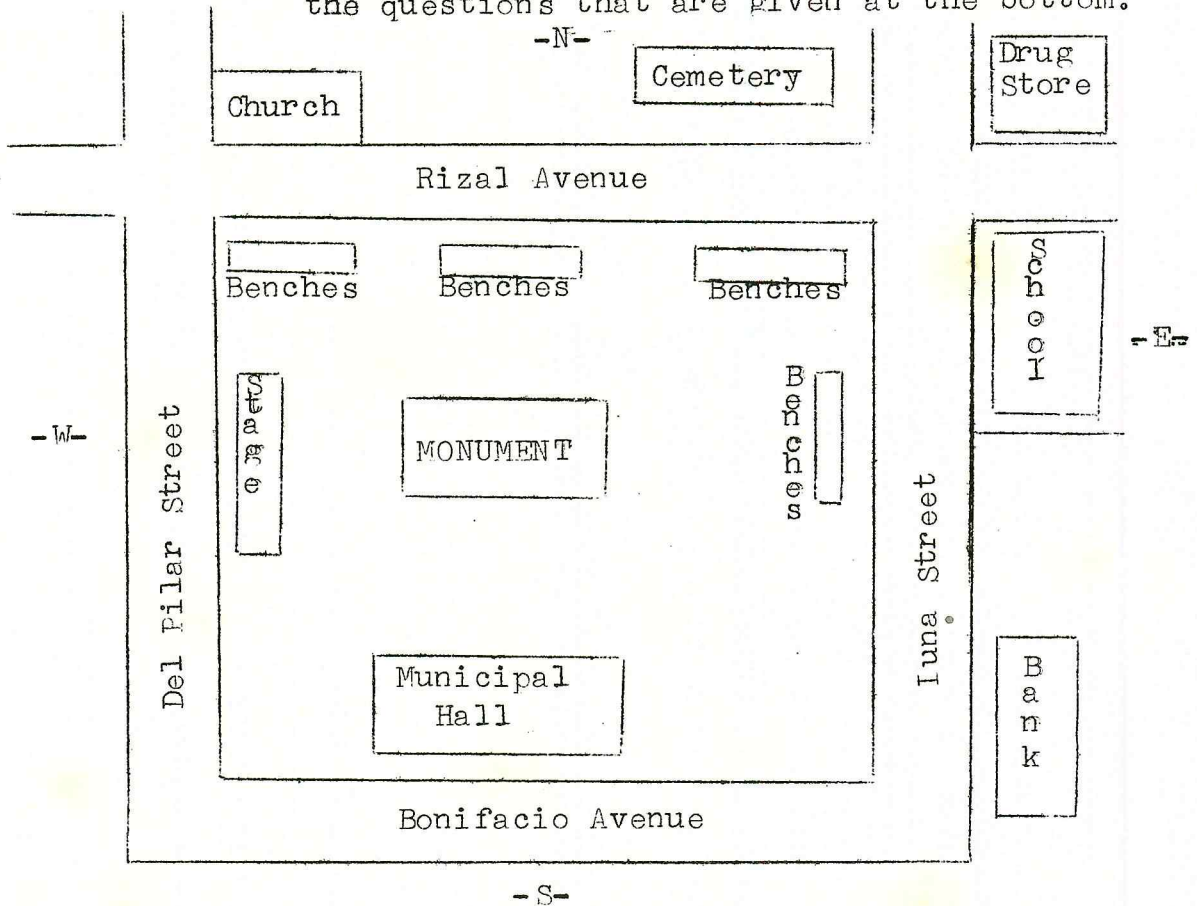 the questions that are given at the bottom.
-N-
Drug
Store
Cemetery
Church
Rizal Avenue
Benches
Benches
Benches
School
-E-
Stage
MONUMENT
Benches
-W-
Del Pilar Street
Luna Street
Municipal
Hall
Bank
Bonifacio Avenue
-S-